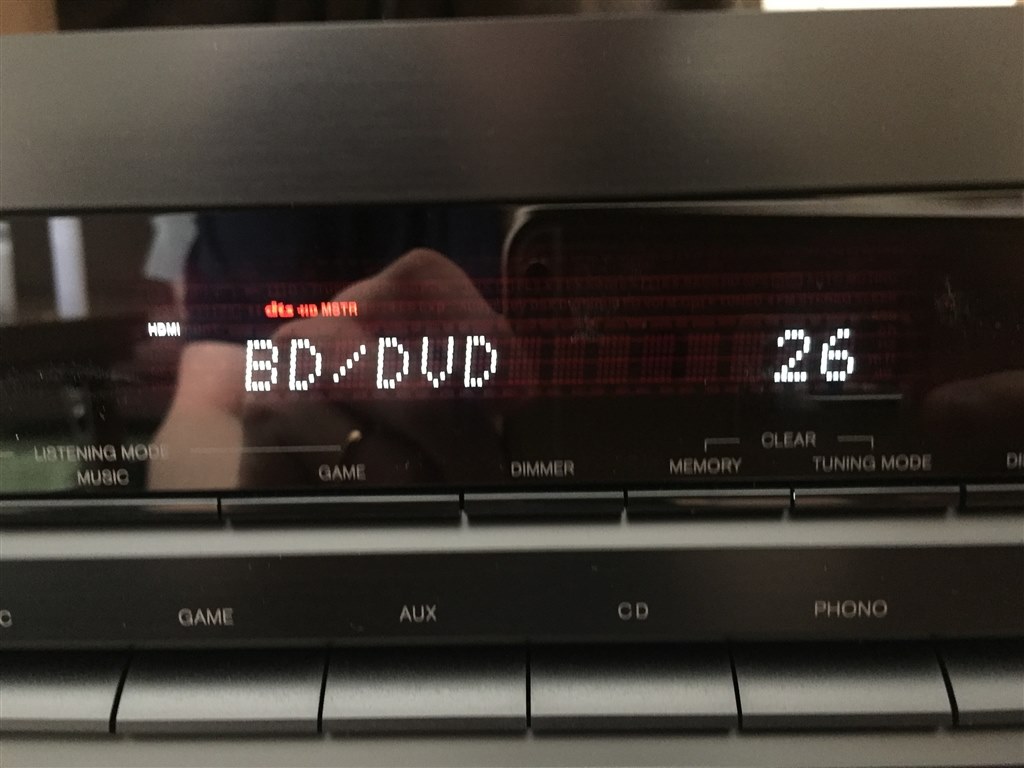 dts-HD MSTR
HDMI
BD/DVD 26
CLEAR
LISTENING MODE
MUSIC GAME DIMMER MEMORY TUNING MODE
GAME AUX CD PHONO